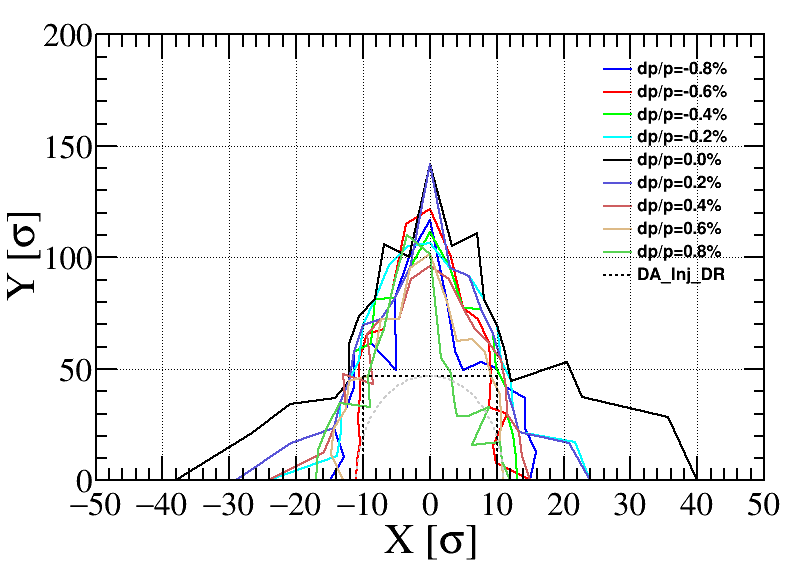 200
150
100
50
0
Y [σ]
dp/p=-0.8%
dp/p=-0.6%
dp/p=-0.4%
dp/p=-0.2%
dp/p=0.0%
dp/p=0.2%
dp/p=0.4%
dp/p=0.6%
dp/p=0.8%
DA_Inj_DR
−50 −40 −30 −20 −10 0 10 20 30 40 50
X [σ]